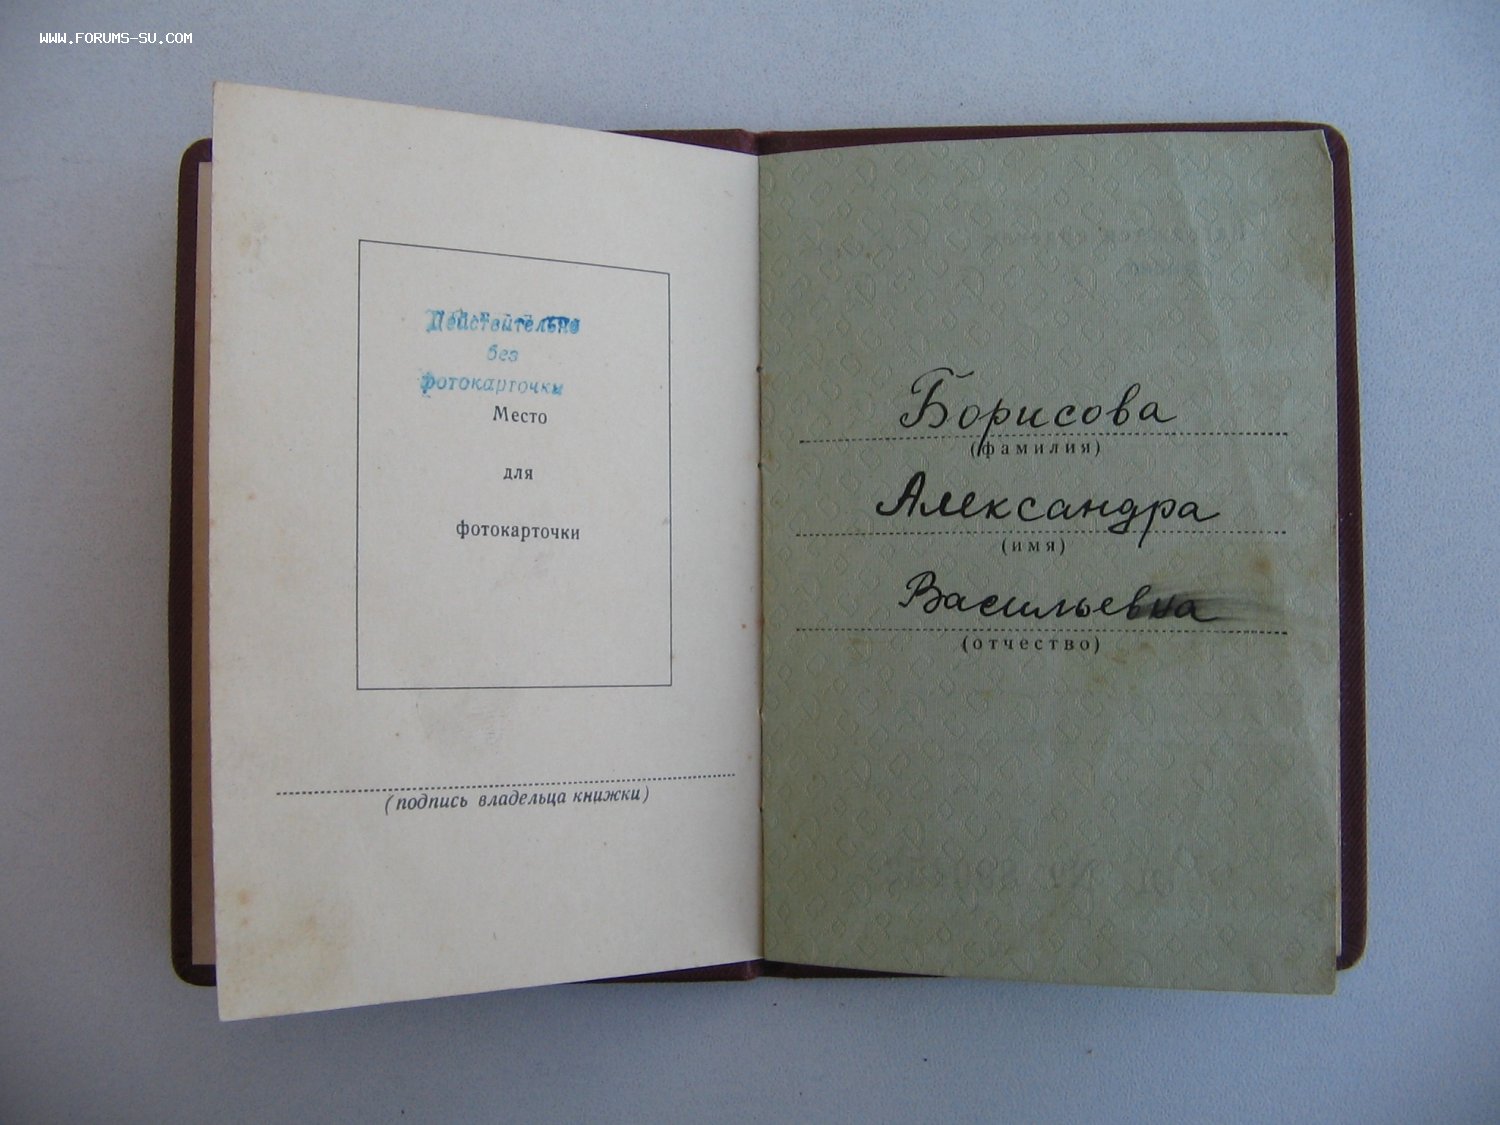 WWW.FORUMS-SU.COM
Действительно
без
фотокарточки
Место
для
фотокарточки
(подпись владельца книжки)
Борисова
(фамилия)
Александра
(имя)
Васильевна
(отчество)